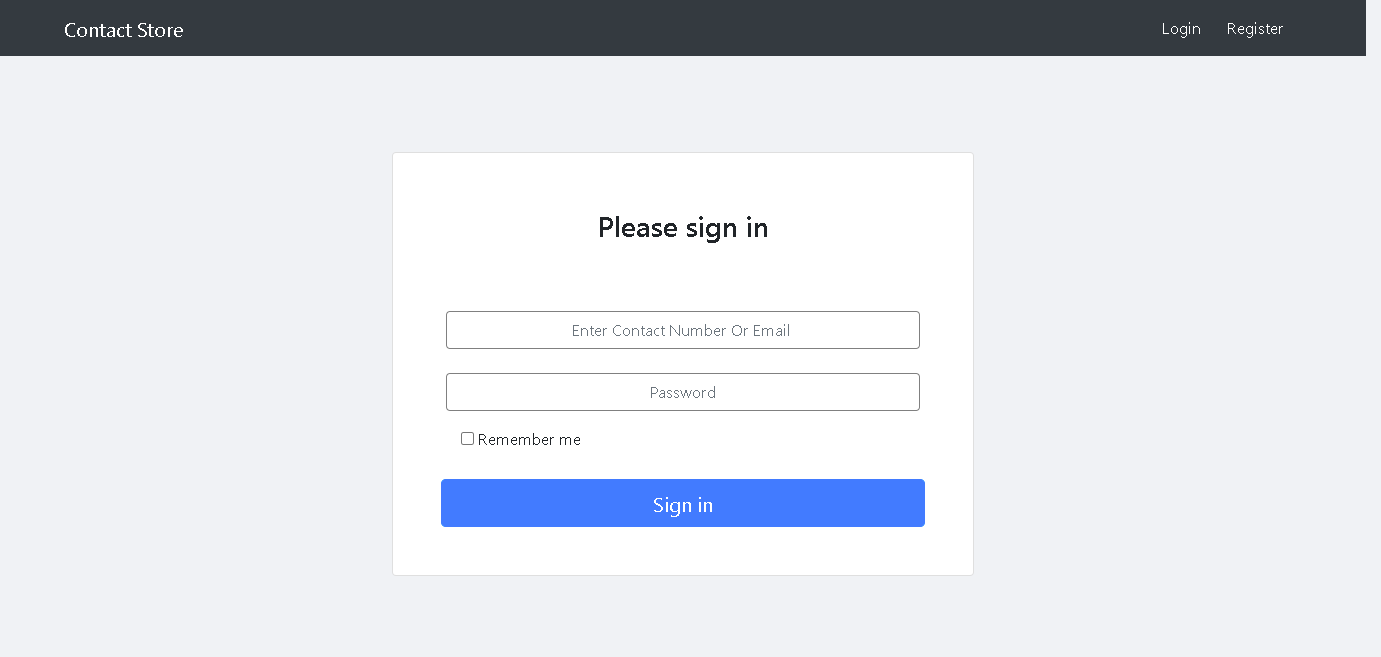 Contact Store
Login Register
Please sign in
Enter Contact Number Or Email
Password
Remember me
Sign in